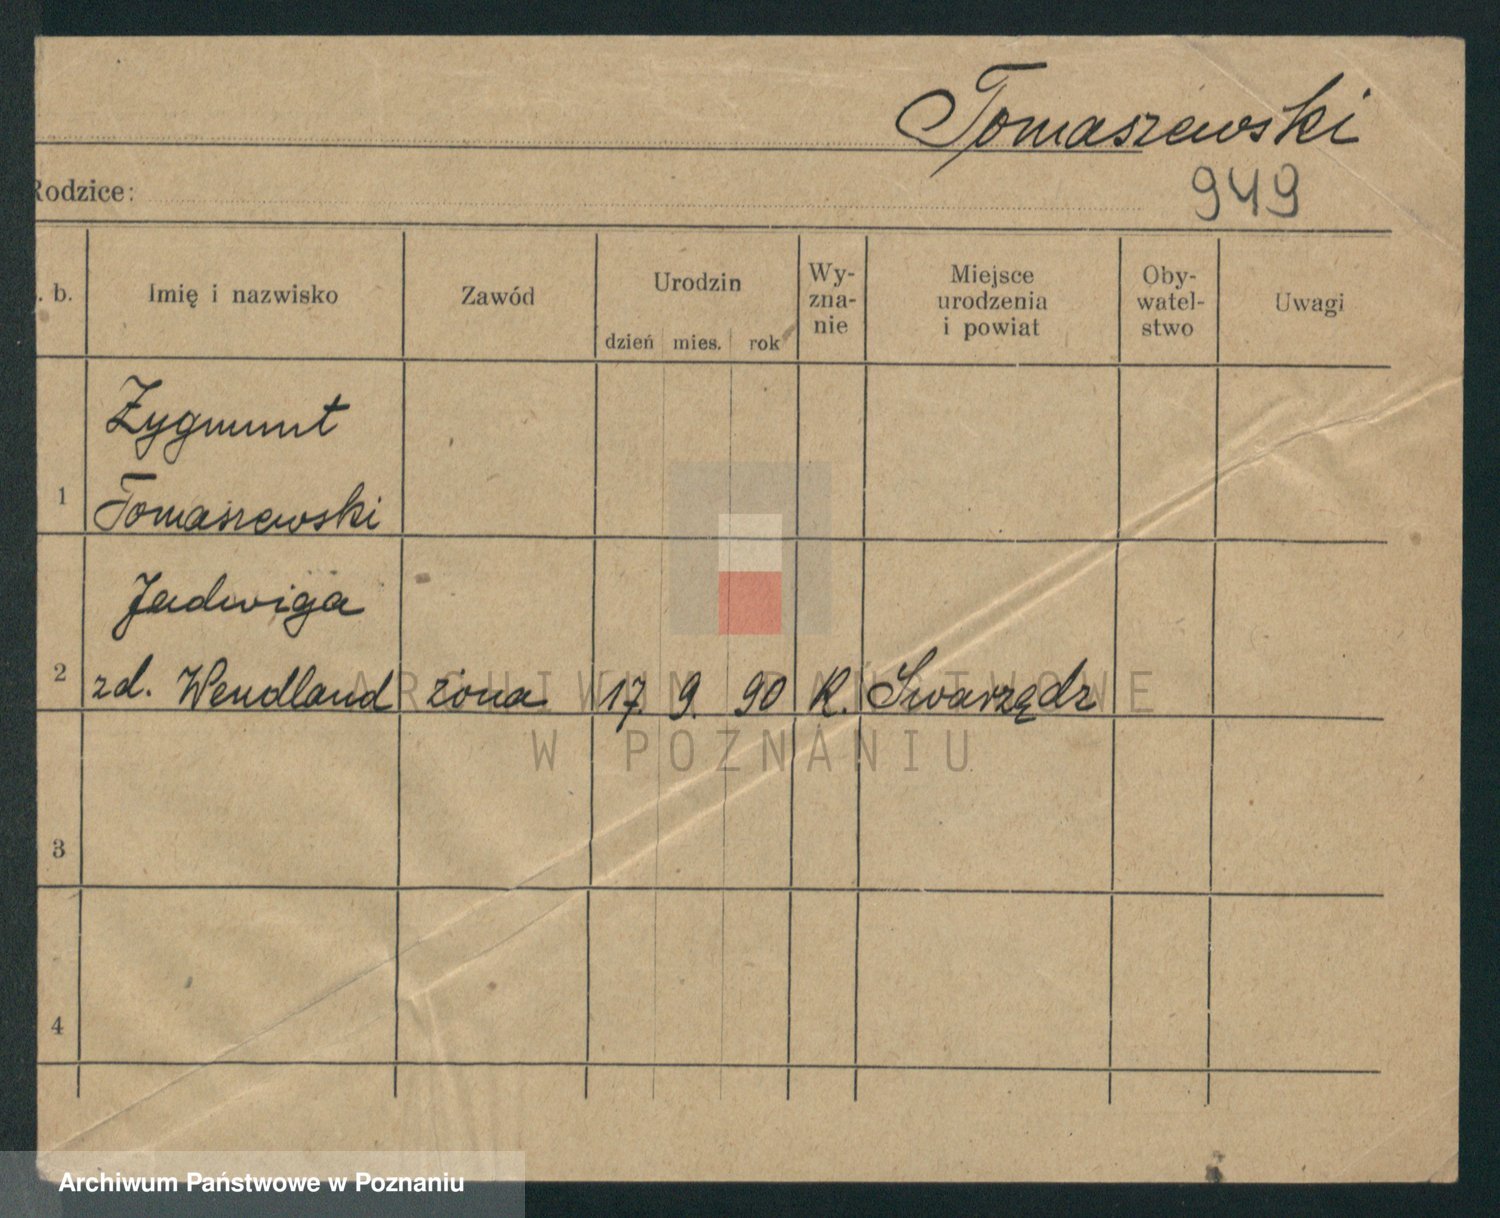 Tomaszewski
Rodzice:
949
. b. Imię i nazwisko Zawód Urodzin dzień mies. rok Wy-zna-nie Miejsce urodzenia i powiat Oby-watel-stwo Uwagi
Zygmunt
1 Tomaszewski
Jadwiga
2 zd. Wendland żona 17. 9. 90 R. Swarzędz
ARCHIWUM PAŃSTWOWE
W POZNANIU
3
4
Archiwum Państwowe w Poznaniu